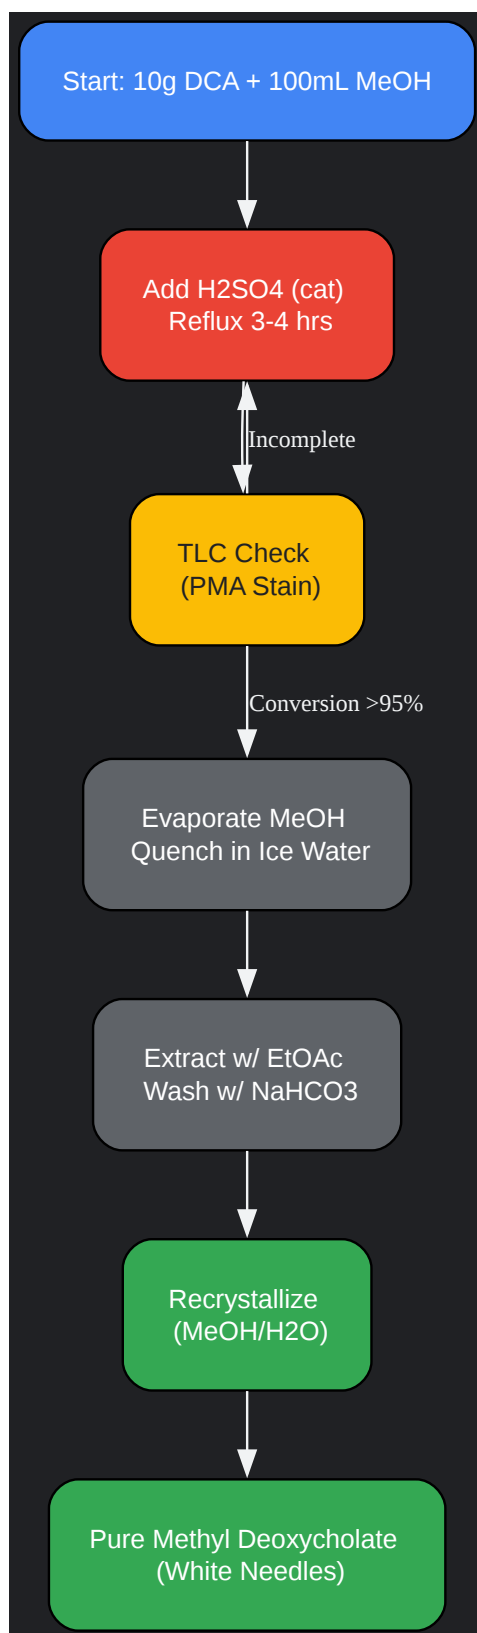 Start: 10g DCA + 100mL MeOH
Add H2SO4 (cat)
Reflux 3-4 hrs
Incomplete
TLC Check
(PMA Stain)
Conversion >95%
Evaporate MeOH
Quench in Ice Water
Extract w/ EtOAc
Wash w/ NaHCO3
Recrystallize
(MeOH/H2O)
Pure Methyl Deoxycholate
(White Needles)